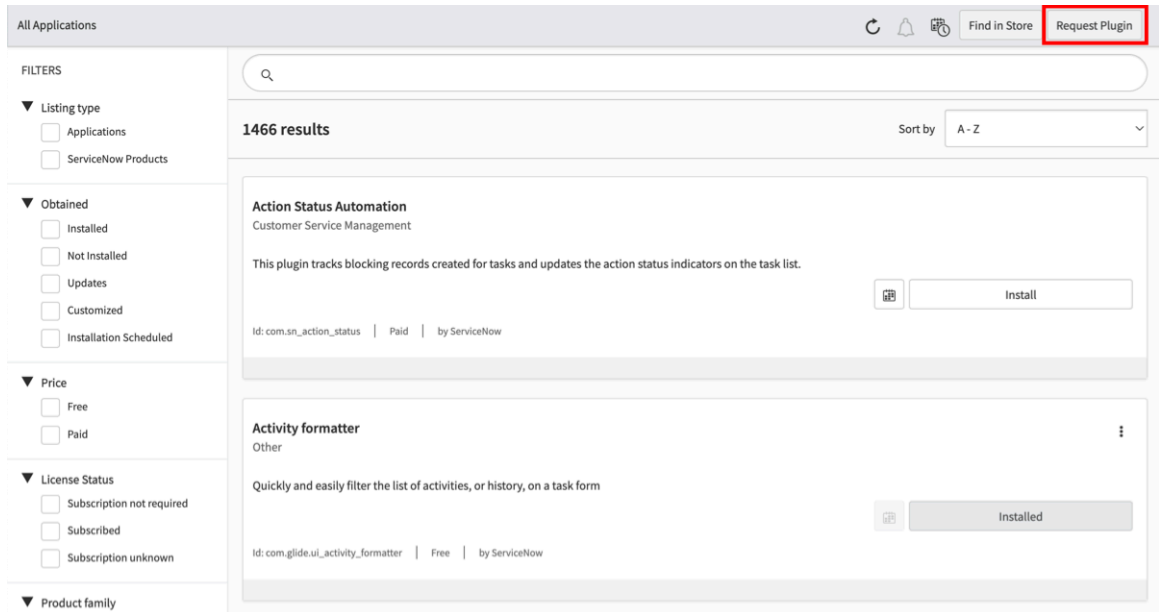 All Applications
Find in Store
Request Plugin
FILTERS
Listing type
Applications
ServiceNow Products
Obtained
Installed
Not Installed
Updates
Customized
Installation Scheduled
Price
Free
Paid
License Status
Subscription not required
Subscribed
Subscription unknown
Product family
1466 results
Sort by
A - Z
Action Status Automation
Customer Service Management
This plugin tracks blocking records created for tasks and updates the action status indicators on the task list.
Install
Id: com.sn_action_status | Paid | by ServiceNow
Activity formatter
Other
Quickly and easily filter the list of activities, or history, on a task form
Installed
Id: com.glide.ui_activity_formatter | Free | by ServiceNow